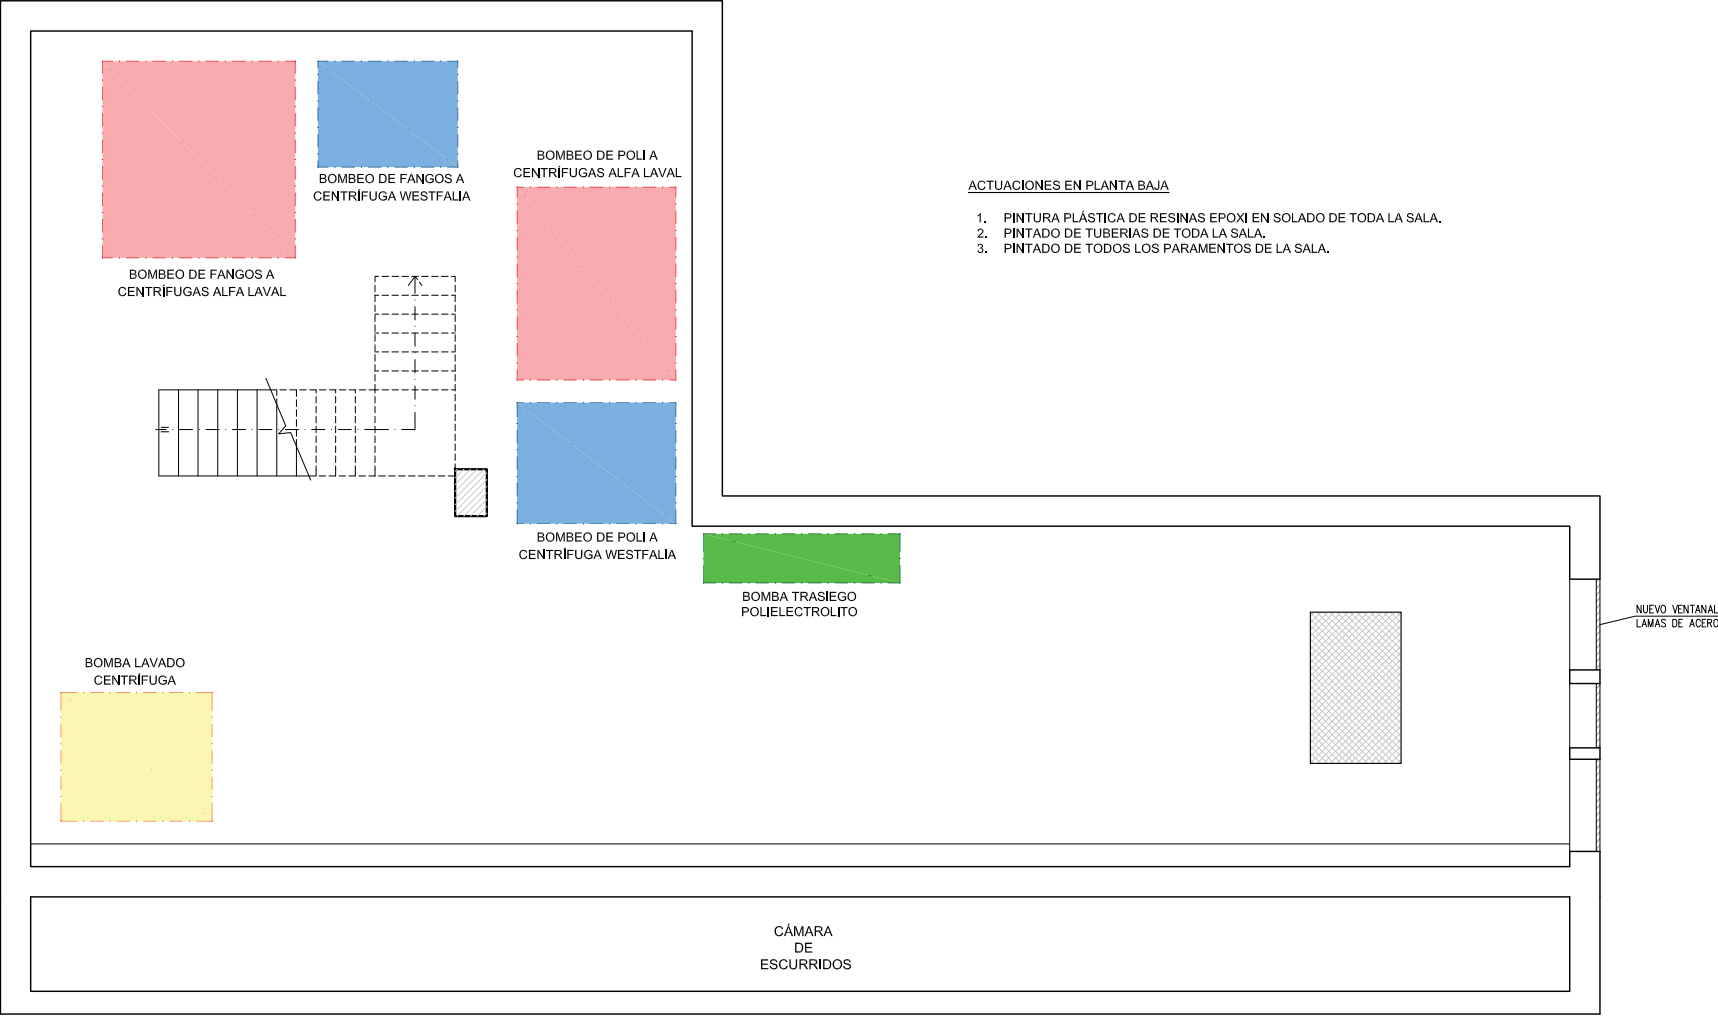 BOMBEO DE POLI A
CENTRÍFUGAS ALFA LAVAL
BOMBEO DE FANGOS A
CENTRÍFUGA WESTFALIA
ACTUACIONES EN PLANTA BAJA
1. PINTURA PLÁSTICA DE RESINAS EPOXI EN SOLADO DE TODA LA SALA.
2. PINTADO DE TUBERIAS DE TODA LA SALA.
3. PINTADO DE TODOS LOS PARAMENTOS DE LA SALA.
BOMBEO DE FANGOS A
CENTRÍFUGAS ALFA LAVAL
BOMBEO DE POLI A
CENTRÍFUGA WESTFALIA
BOMBA TRASIEGO
POLIELECTROLITO
NUEVO VENTANAL
LAMAS DE ACERO
BOMBA LAVADO
CENTRÍFUGA
CÁMARA
DE
ESCURRIDOS